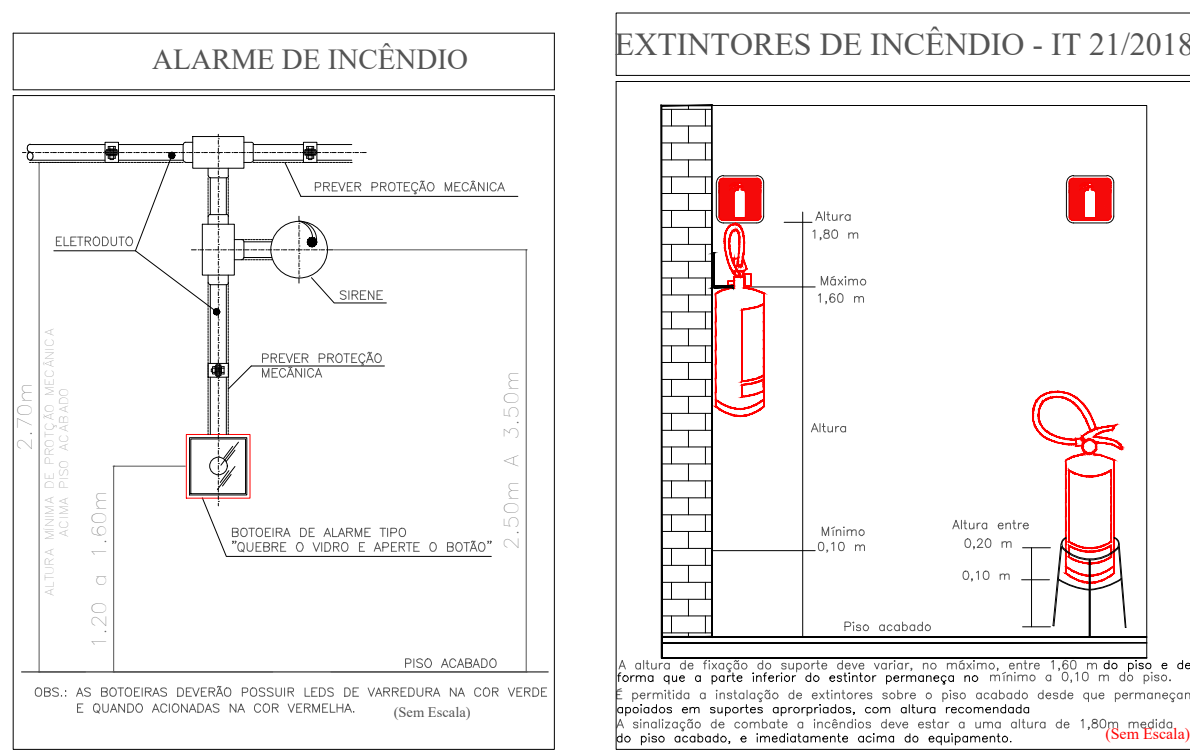 ALARME DE INCÊNDIO
PREVER PROTEÇÃO MECÃNICA
ELETRODUTO
SIRENE
PREVER PROTEÇÃO
MECÃNICA
2.70m
ALTURA MÍNIMA DE PROTÇÃO MECÂNICA
ACIMA PISO ACABADO
1.20 a 1.60m
2.50m A 3.50m
BOTOEIRA DE ALARME TIPO
"QUEBRE O VIDRO E APERTE O BOTÃO"
PISO ACABADO
OBS.: AS BOTOEIRAS DEVERÃO POSSUIR LEDS DE VARREDURA NA COR VERDE
E QUANDO ACIONADAS NA COR VERMELHA.
(Sem Escala)
EXTINTORES DE INCÊNDIO - IT 21/2018
Altura
1,80 m
Máximo
1,60 m
Altura
Mínimo
0,10 m
Altura entre
0,20 m
0,10 m
Piso acabado
A altura de fixação do suporte deve variar, no máximo, entre 1,60 m do piso e de
forma que a parte inferior do estintor permaneça no mínimo a 0,10 m do piso.
É permitida a instalação de extintores sobre o piso acabado desde que permaneçam
apoiados em suportes aprorpriados, com altura recomendada
A sinalização de combate a incêndios deve estar a uma altura de 1,80m medida
do piso acabado, e imediatamente acima do equipamento.
(Sem Escala)